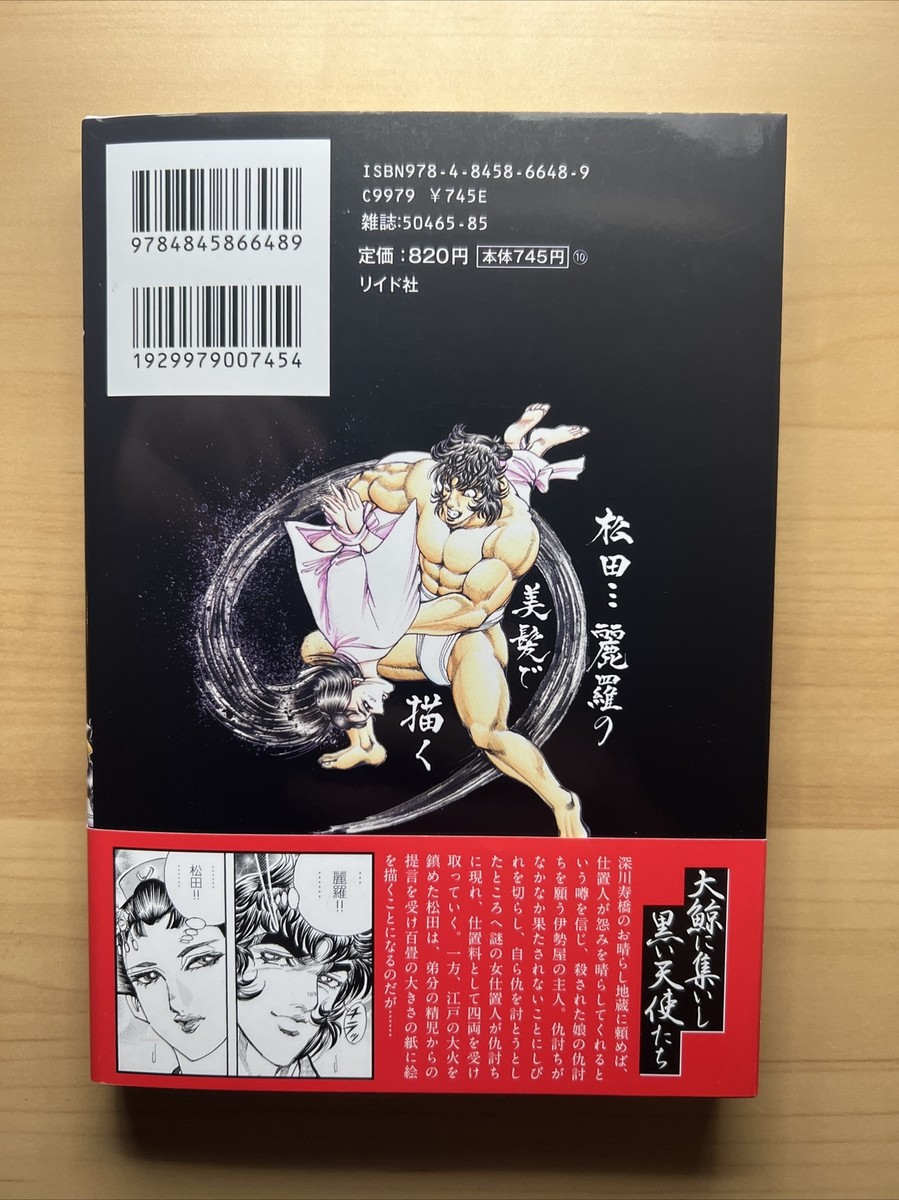 9784845866489
1929979007454
ISBN978-4-8458-6648-9
C9979 ¥745E
雑誌:50465-85
定価:820円 本体745円 ⑩
リイド社
松田ミ麗羅の
美髪で
描く
大鯨に集いし
黒い天使たち
深川寿橋のお晴らし地蔵に頼めば、
仕置人が怨みを晴らしてくれると
いう噂を信じ、殺された娘の仇討
ちを願う伊勢屋の主人。仇討ちが
なかなか果たされないことにしび
れを切らし、自ら仇を討とうとし
たところへ謎の女仕置人が仇討ち
に現れ、仕置料として四両を受け
取っていく。一方、江戸の大火を
鎮めた松田は、弟分の精児からの
提言を受け百畳の大きさの紙に絵
を描くことになるのだが……
…
麗羅!!
……
チラッ
……
松田!!
……